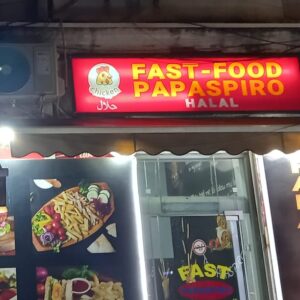 FAST-FOOD
PAPASPIRO
HALAL
Chicken
حلال
FAST